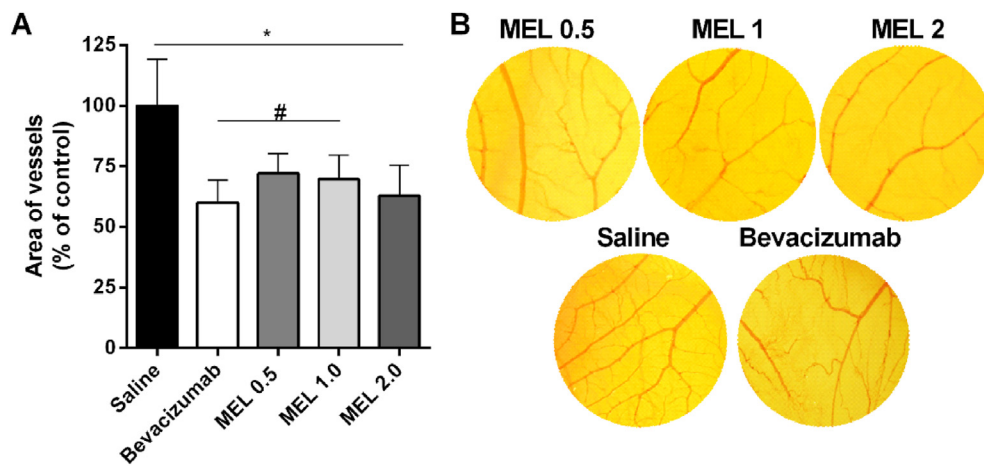 A
Area of vessels
(% of control)
125
100
75
50
25
0
*
#
Saline
Bevacizumab
MEL 0.5
MEL 1.0
MEL 2.0
B
MEL 0.5
MEL 1
MEL 2
Saline
Bevacizumab